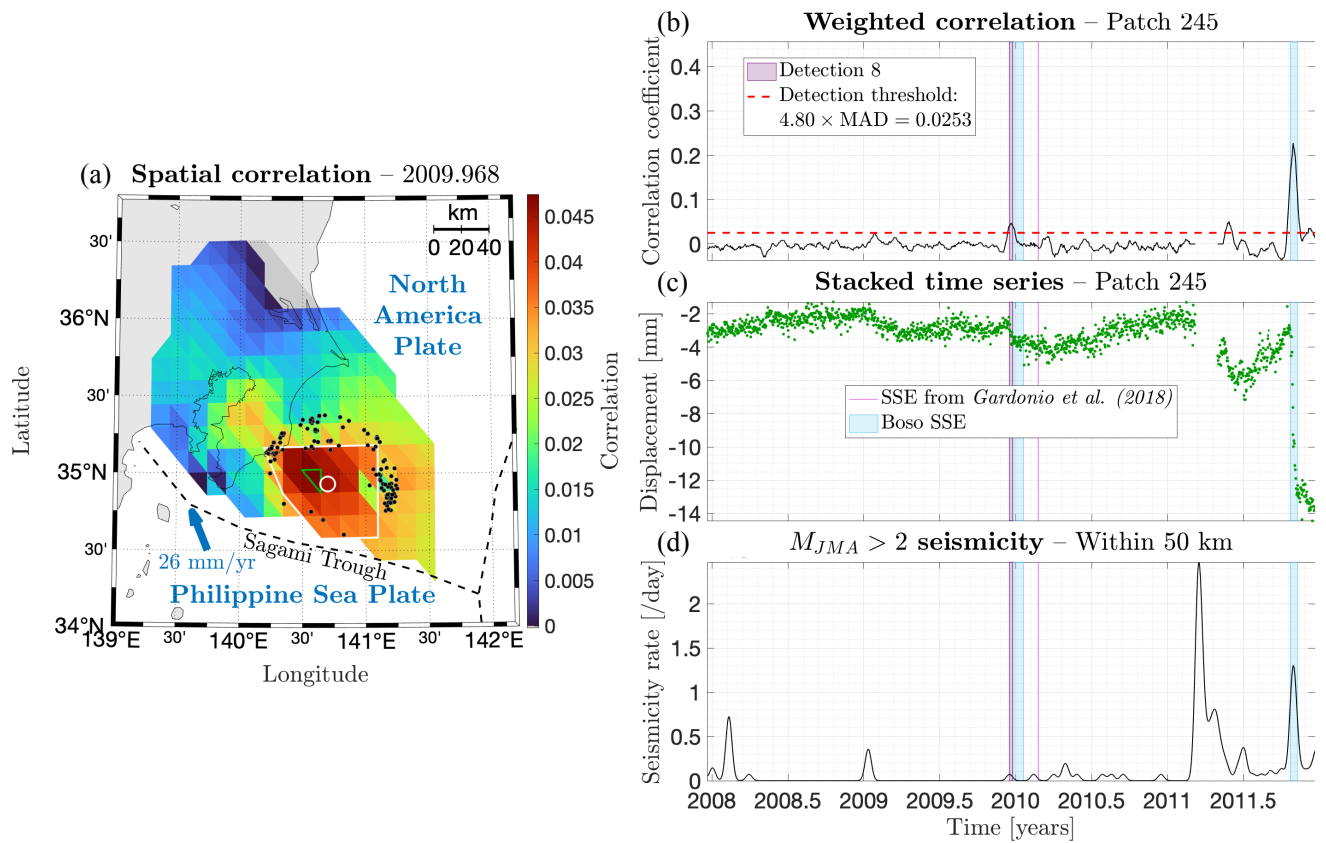 (a) Spatial correlation – 2009.968
km
0 20 40
30'
36°N
30'
35°N
30'
34°N
139°E
30'
140°E
30'
141°E
30'
142°E
Latitude
Longitude
North
America
Plate
26 mm/yr
Sagami Trough
Philippine Sea Plate
0.045
0.04
0.035
0.03
0.025
0.02
0.015
0.01
0.005
0
Correlation
(b) Weighted correlation – Patch 245
Correlation coefficient
0.4
0.3
0.2
0.1
0
Detection 8
Detection threshold:
4.80 × MAD = 0.0253
(c) Stacked time series – Patch 245
Displacement [mm]
-2
-4
-6
-8
-10
-12
-14
SSE from Gardonio et al. (2018)
Boso SSE
(d) M_JMA > 2 seismicity – Within 50 km
Seismicity rate [/day]
2
1.5
1
0.5
0
2008 2008.5 2009 2009.5 2010 2010.5 2011 2011.5
Time [years]